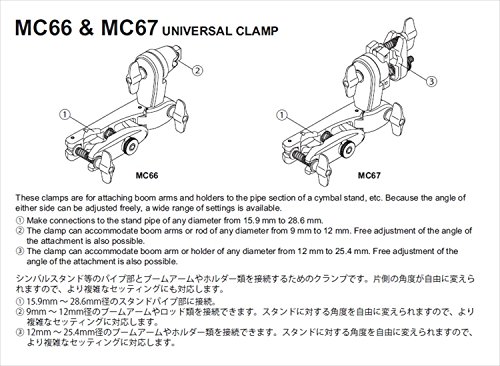 MC66 & MC67 UNIVERSAL CLAMP
②
①
MC66
③
①
MC67
These clamps are for attaching boom arms and holders to the pipe section of a cymbal stand, etc. Because the angle of
either side can be adjusted freely, a wide range of settings is available.
① Make connections to the stand pipe of any diameter from 15.9 mm to 28.6 mm.
② The clamp can accommodate boom arms or rod of any diameter from 9 mm to 12 mm. Free adjustment of the angle of
the attachment is also possible.
③ The clamp can accommodate boom arm or holder of any diameter from 12 mm to 25.4 mm. Free adjustment of the
angle of the attachment is also possible.
シンバルスタンド等のパイプ部とブームアームやホルダー類を接続するためのクランプです。片側の角度が自由に変えら
れますので、より複雑なセッティングにも対応します。
① 15.9mm ～ 28.6mm径のスタンドパイプ部に接続。
② 9mm ～ 12mm径のブームアームやロッド類を接続できます。スタンドに対する角度を自由に変えられますので、より
複雑なセッティングに対応します。
③ 12mm ～ 25.4mm径のブームアームやホルダー類を接続できます。スタンドに対する角度を自由に変えられますので、
より複雑なセッティングに対応します。